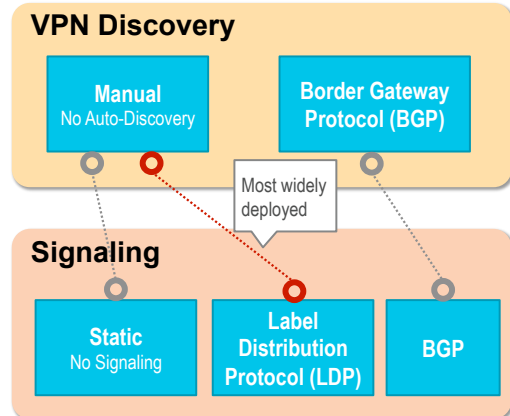 VPN Discovery
Manual
No Auto-Discovery
Border Gateway
Protocol (BGP)
Most widely
deployed
Signaling
Static
No Signaling
Label
Distribution
Protocol (LDP)
BGP